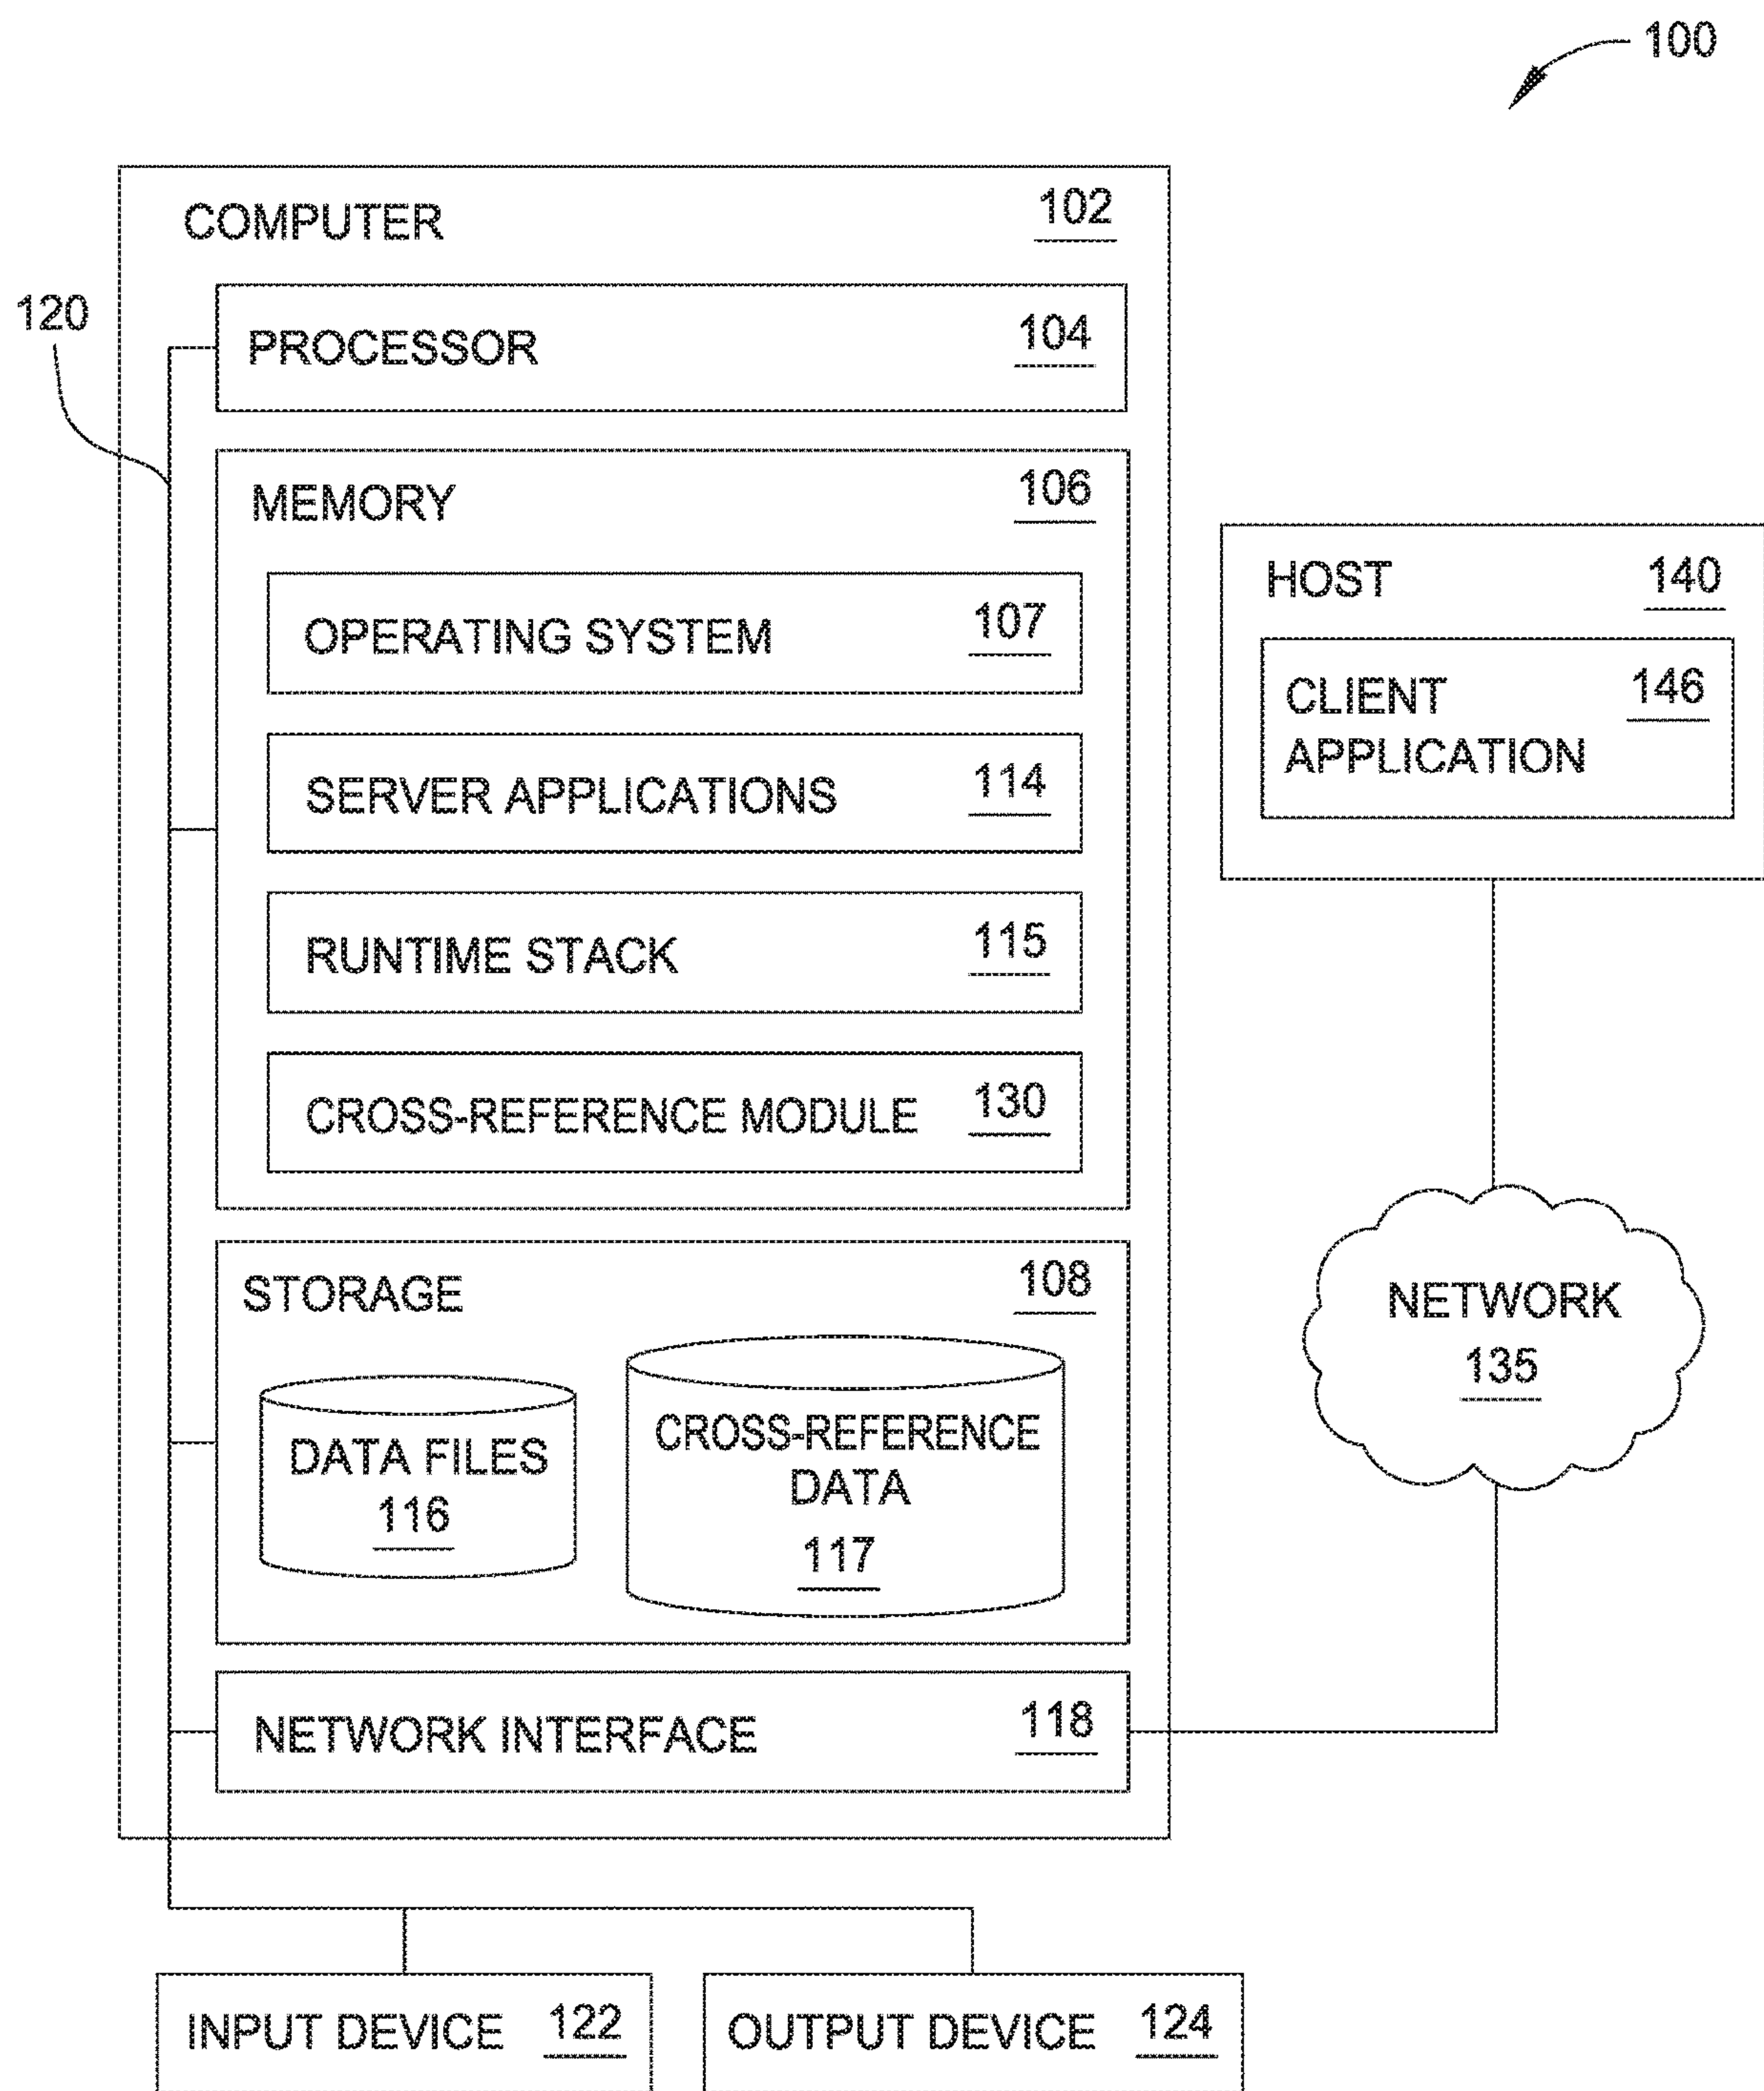 100
COMPUTER 102
120
PROCESSOR 104
MEMORY 106
OPERATING SYSTEM 107
SERVER APPLICATIONS 114
RUNTIME STACK 115
CROSS-REFERENCE MODULE 130
STORAGE 108
DATA FILES
116
CROSS-REFERENCE
DATA
117
NETWORK INTERFACE 118
HOST 140
CLIENT 146
APPLICATION
NETWORK
135
INPUT DEVICE 122
OUTPUT DEVICE 124